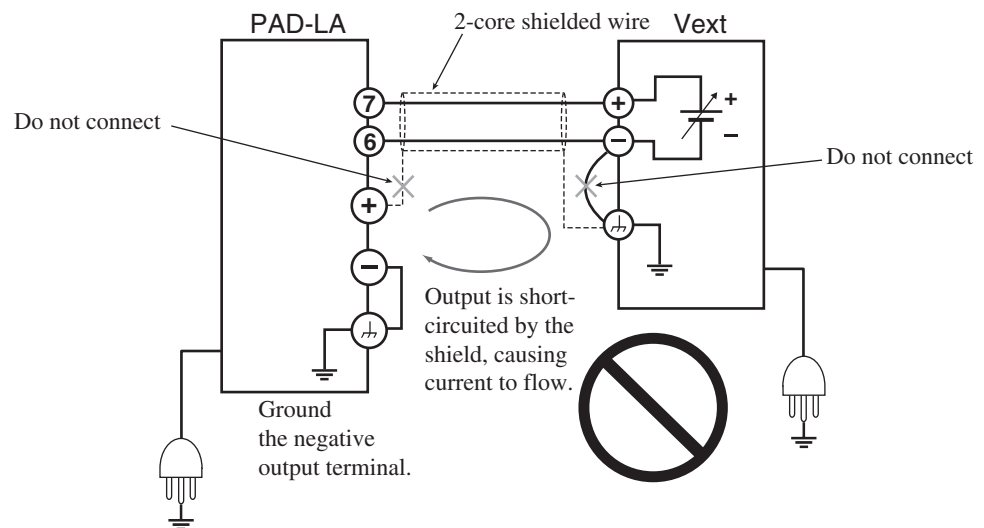 PAD-LA
2-core shielded wire
Vext
7
+
+
Do not connect
6
−
−
Do not connect
+
−
Output is short-
circuited by the
shield, causing
current to flow.
Ground
the negative
output terminal.